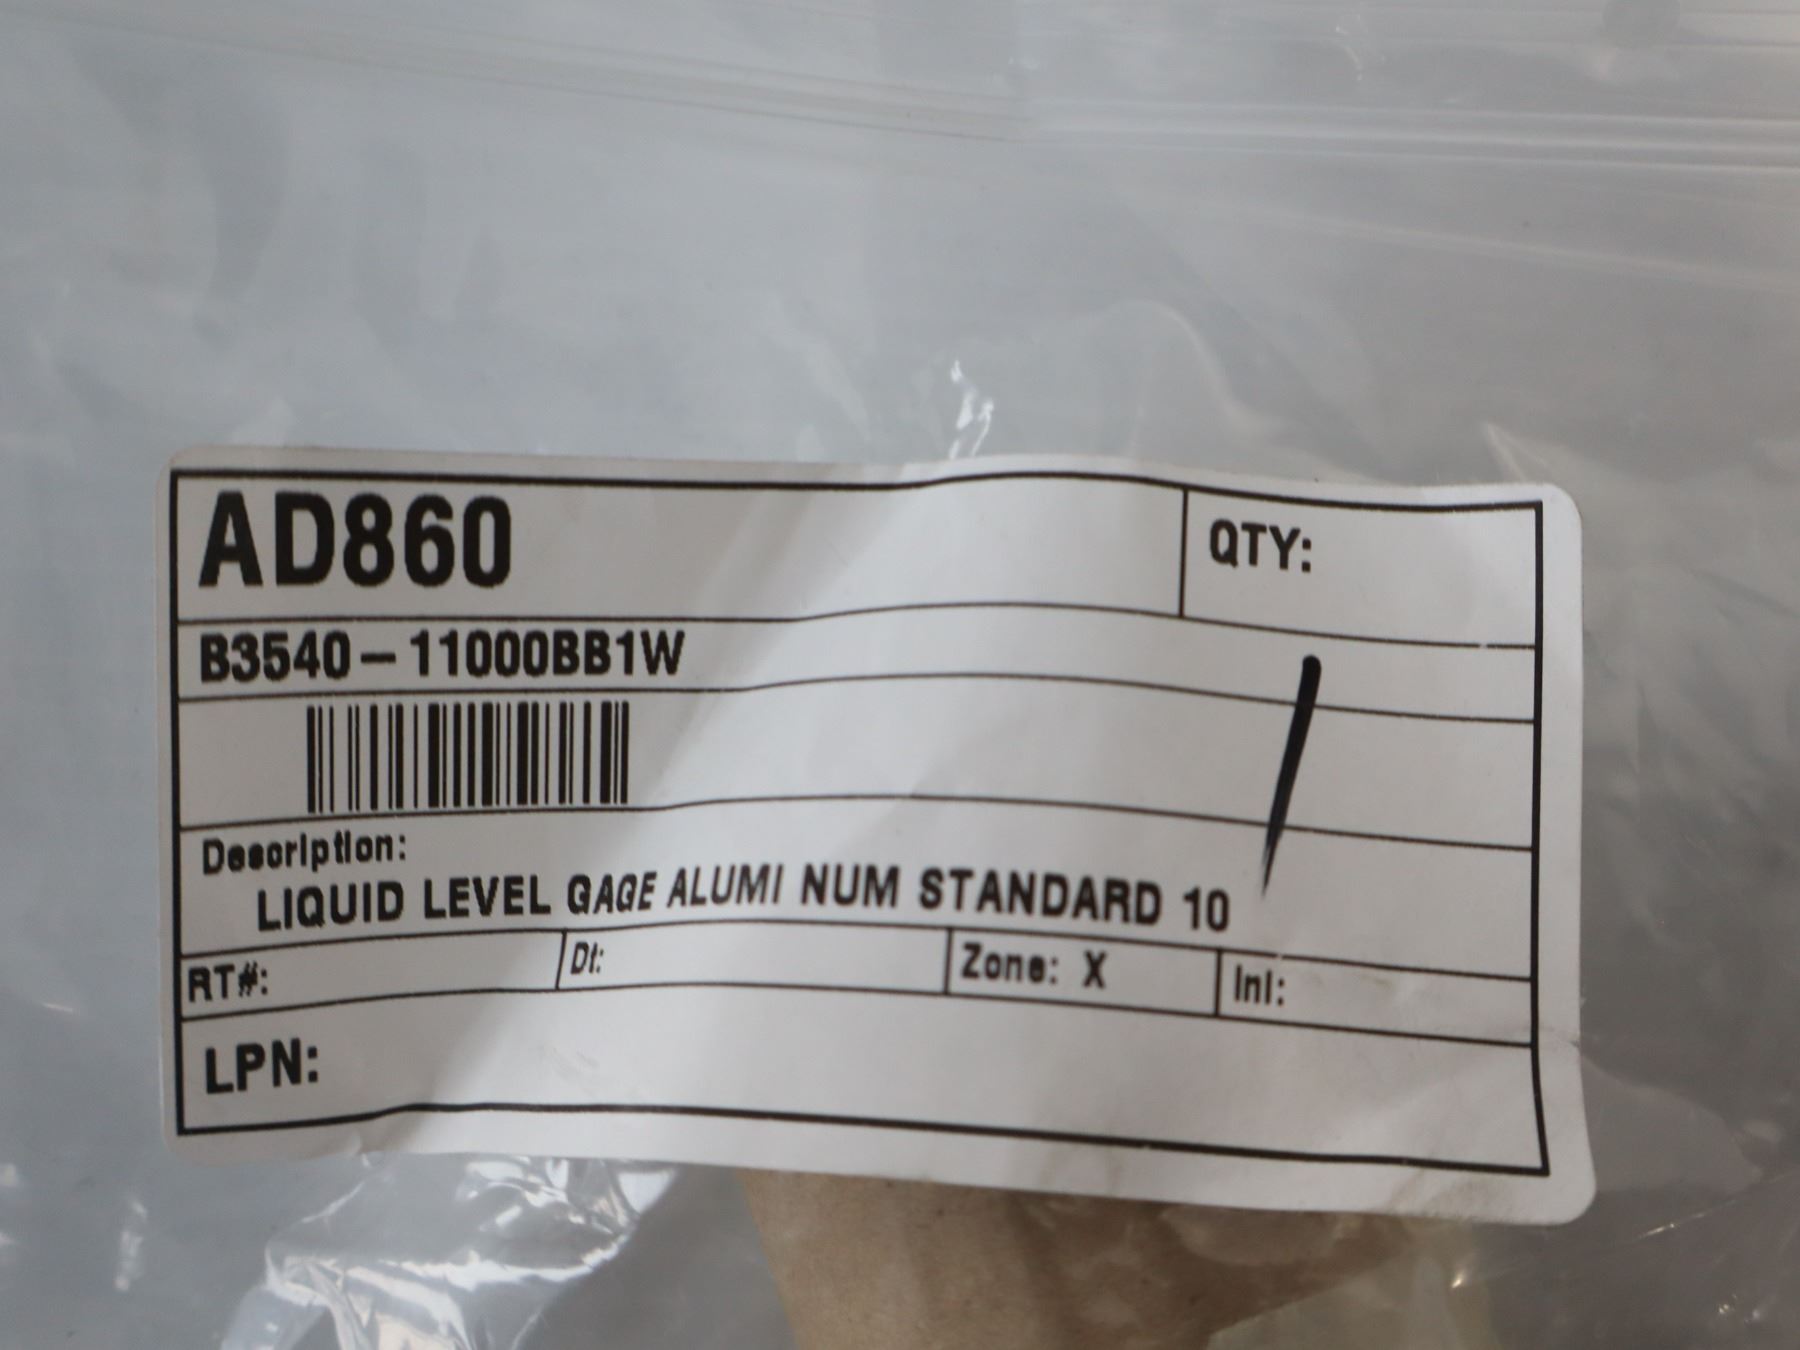 AD860
QTY:
B3540-11000BB1W
1
Description:
LIQUID LEVEL GAGE ALUMI NUM STANDARD 10
RT#:
Dt:
Zone: X
Inl:
LPN: